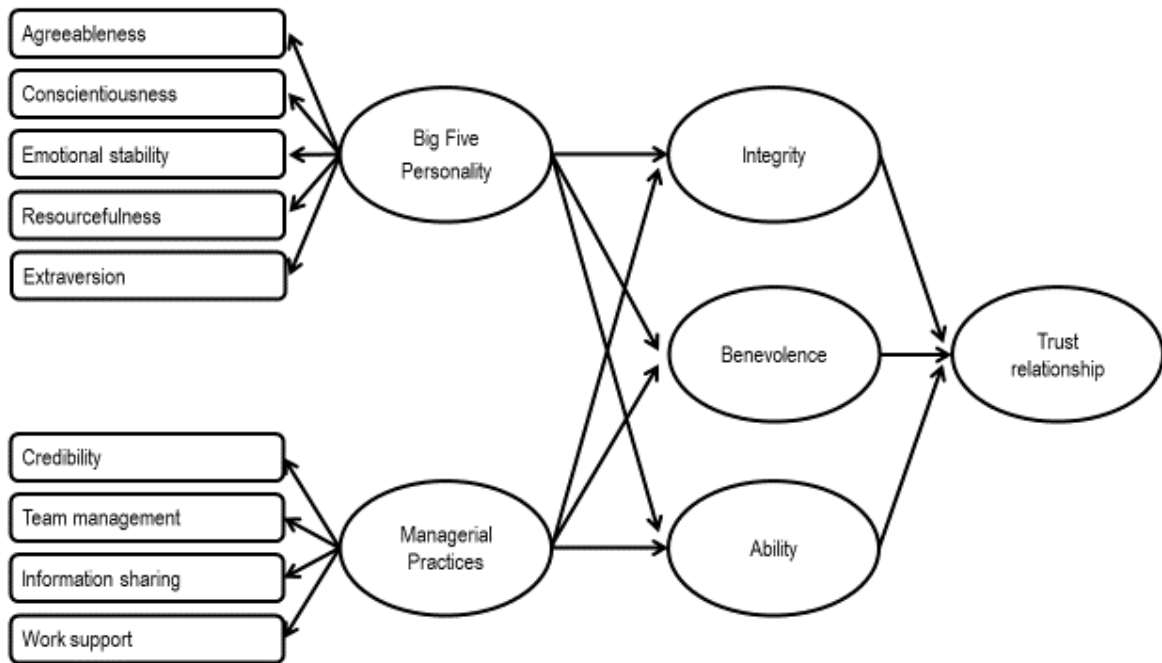 Agreeableness
Conscientiousness
Emotional stability
Resourcefulness
Extraversion
Big Five
Personality
Integrity
Benevolence
Trust
relationship
Credibility
Team management
Information sharing
Work support
Managerial
Practices
Ability